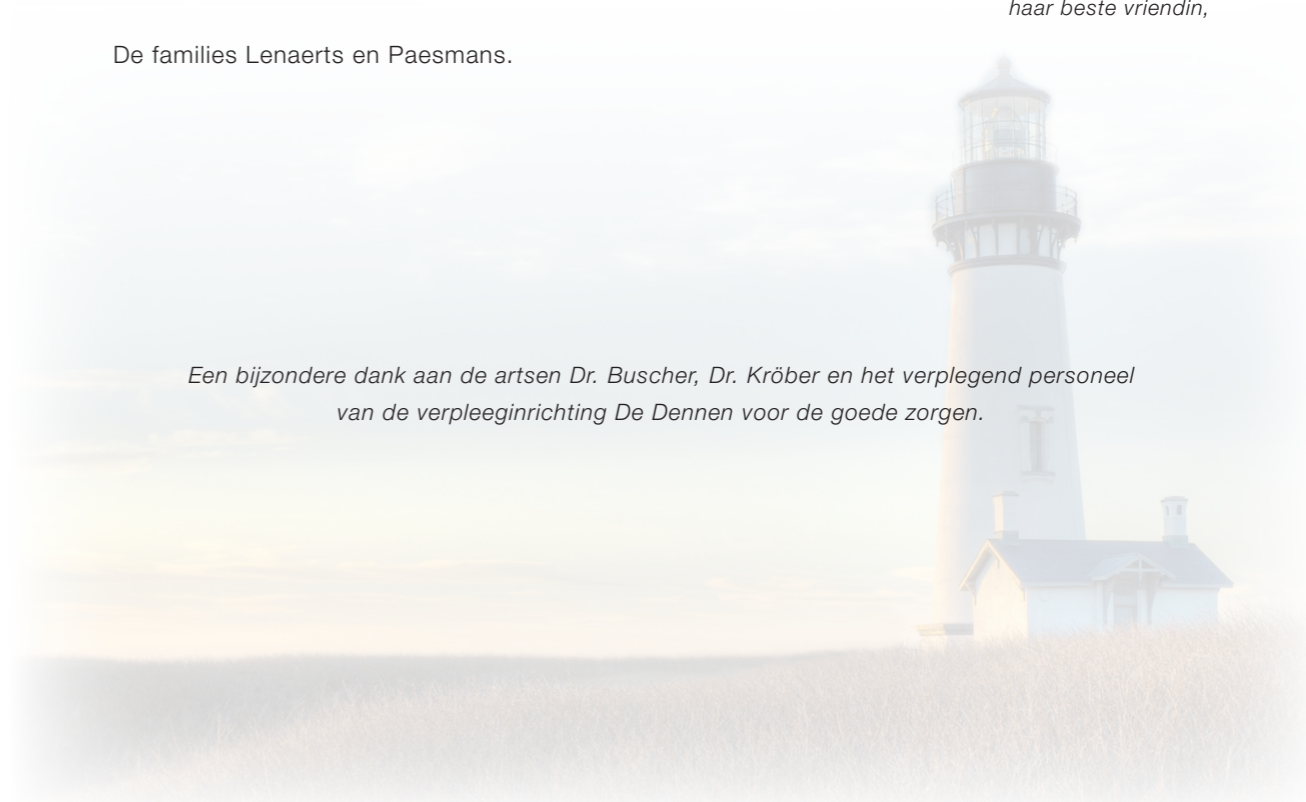 haar beste vriendin,
De families Lenaerts en Paesmans.
Een bijzondere dank aan de artsen Dr. Buscher, Dr. Kröber en het verplegend personeel
van de verpleeginrichting De Dennen voor de goede zorgen.